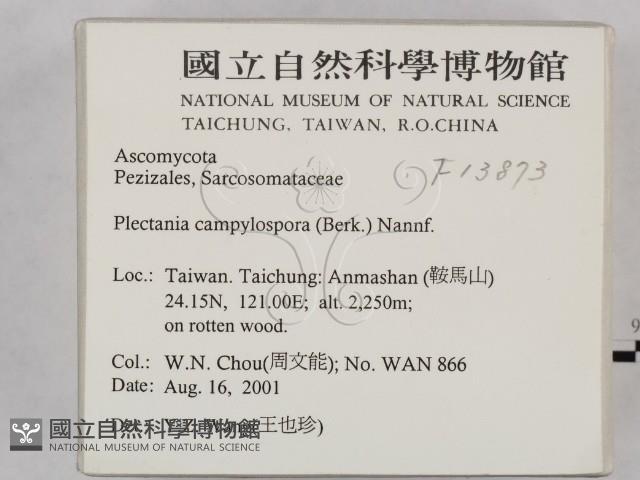 國立自然科學博物館
NATIONAL MUSEUM OF NATURAL SCIENCE
TAICHUNG, TAIWAN, R.O.CHINA
Ascomycota
Pezizales, Sarcosomataceae
F13873
Plectania campylospora (Berk.) Nannf.
Loc.: Taiwan. Taichung: Anmashan (鞍馬山)
24.15N, 121.00E; alt. 2,250m;
on rotten wood.
Col.: W.N. Chou(周文能); No. WAN 866
Date: Aug. 16, 2001
王也珍)
國立自然科學博物館
NATIONAL MUSEUM OF NATURAL SCIENCE
9